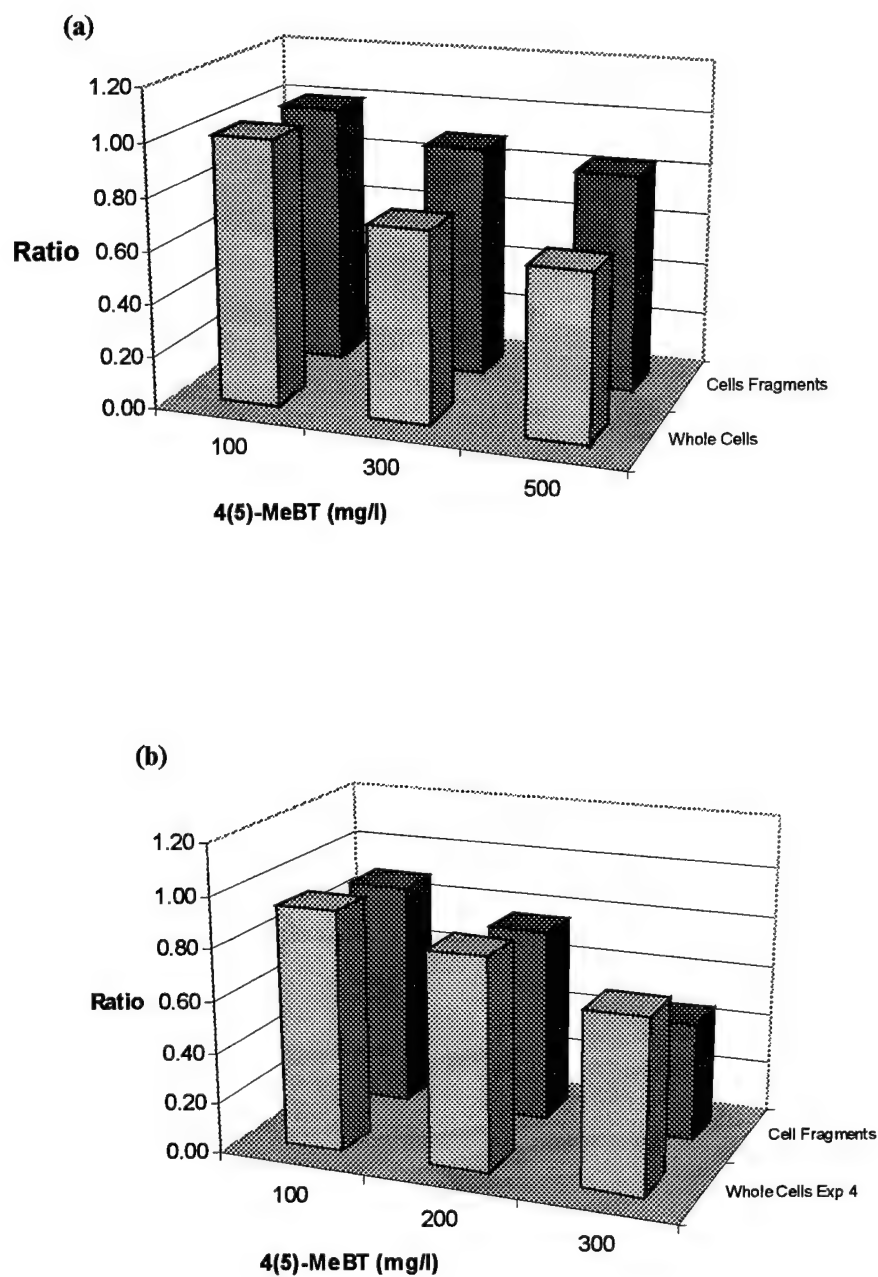 (a)
1.20
1.00
0.80
Ratio
0.60
0.40
0.20
0.00
Cells Fragments
Whole Cells
100
300
500
4(5)-MeBT (mg/l)
(b)
1.20
1.00
0.80
Ratio
0.60
0.40
0.20
0.00
Cell Fragments
Whole Cells Exp 4
100
200
300
4(5)-MeBT (mg/l)